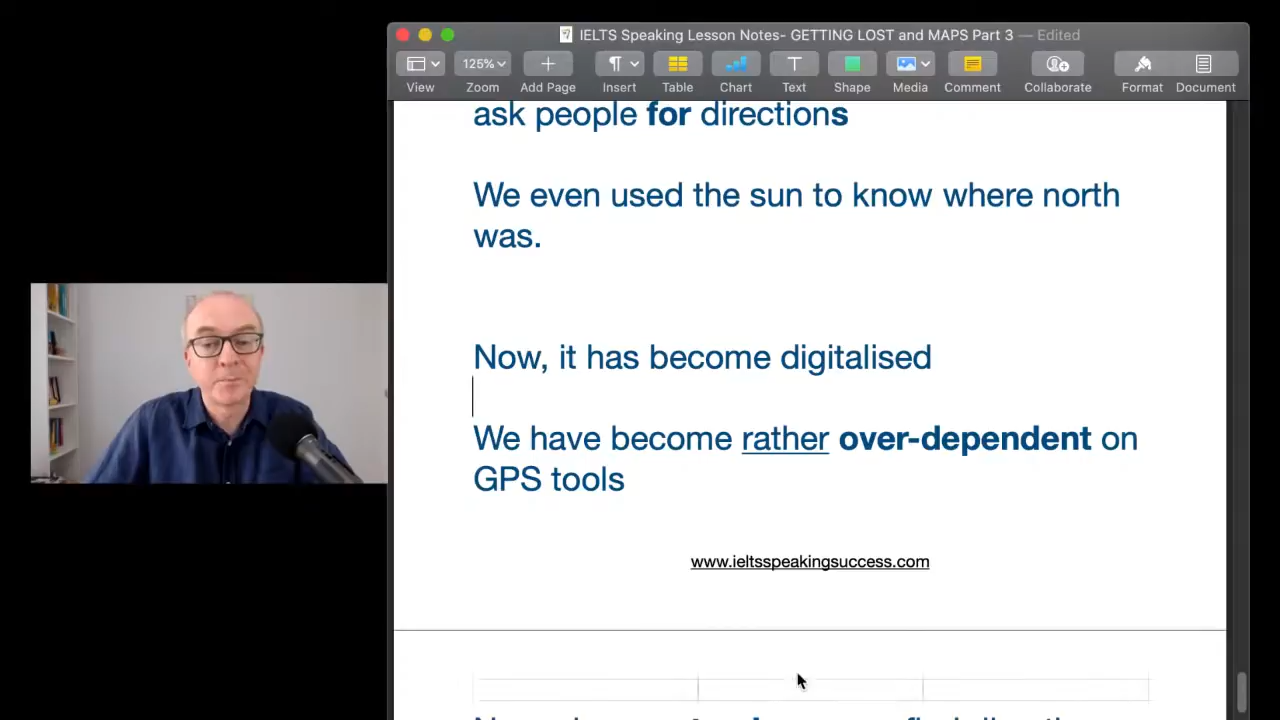 IELTS Speaking Lesson Notes- GETTING LOST and MAPS Part 3 — Edited
125%
View Zoom Add Page Insert Table Chart Text Shape Media Comment Collaborate Format Document
ask people for directions
We even used the sun to know where north
was.
Now, it has become digitalised
We have become rather over-dependent on
GPS tools
www.ieltsspeakingsuccess.com